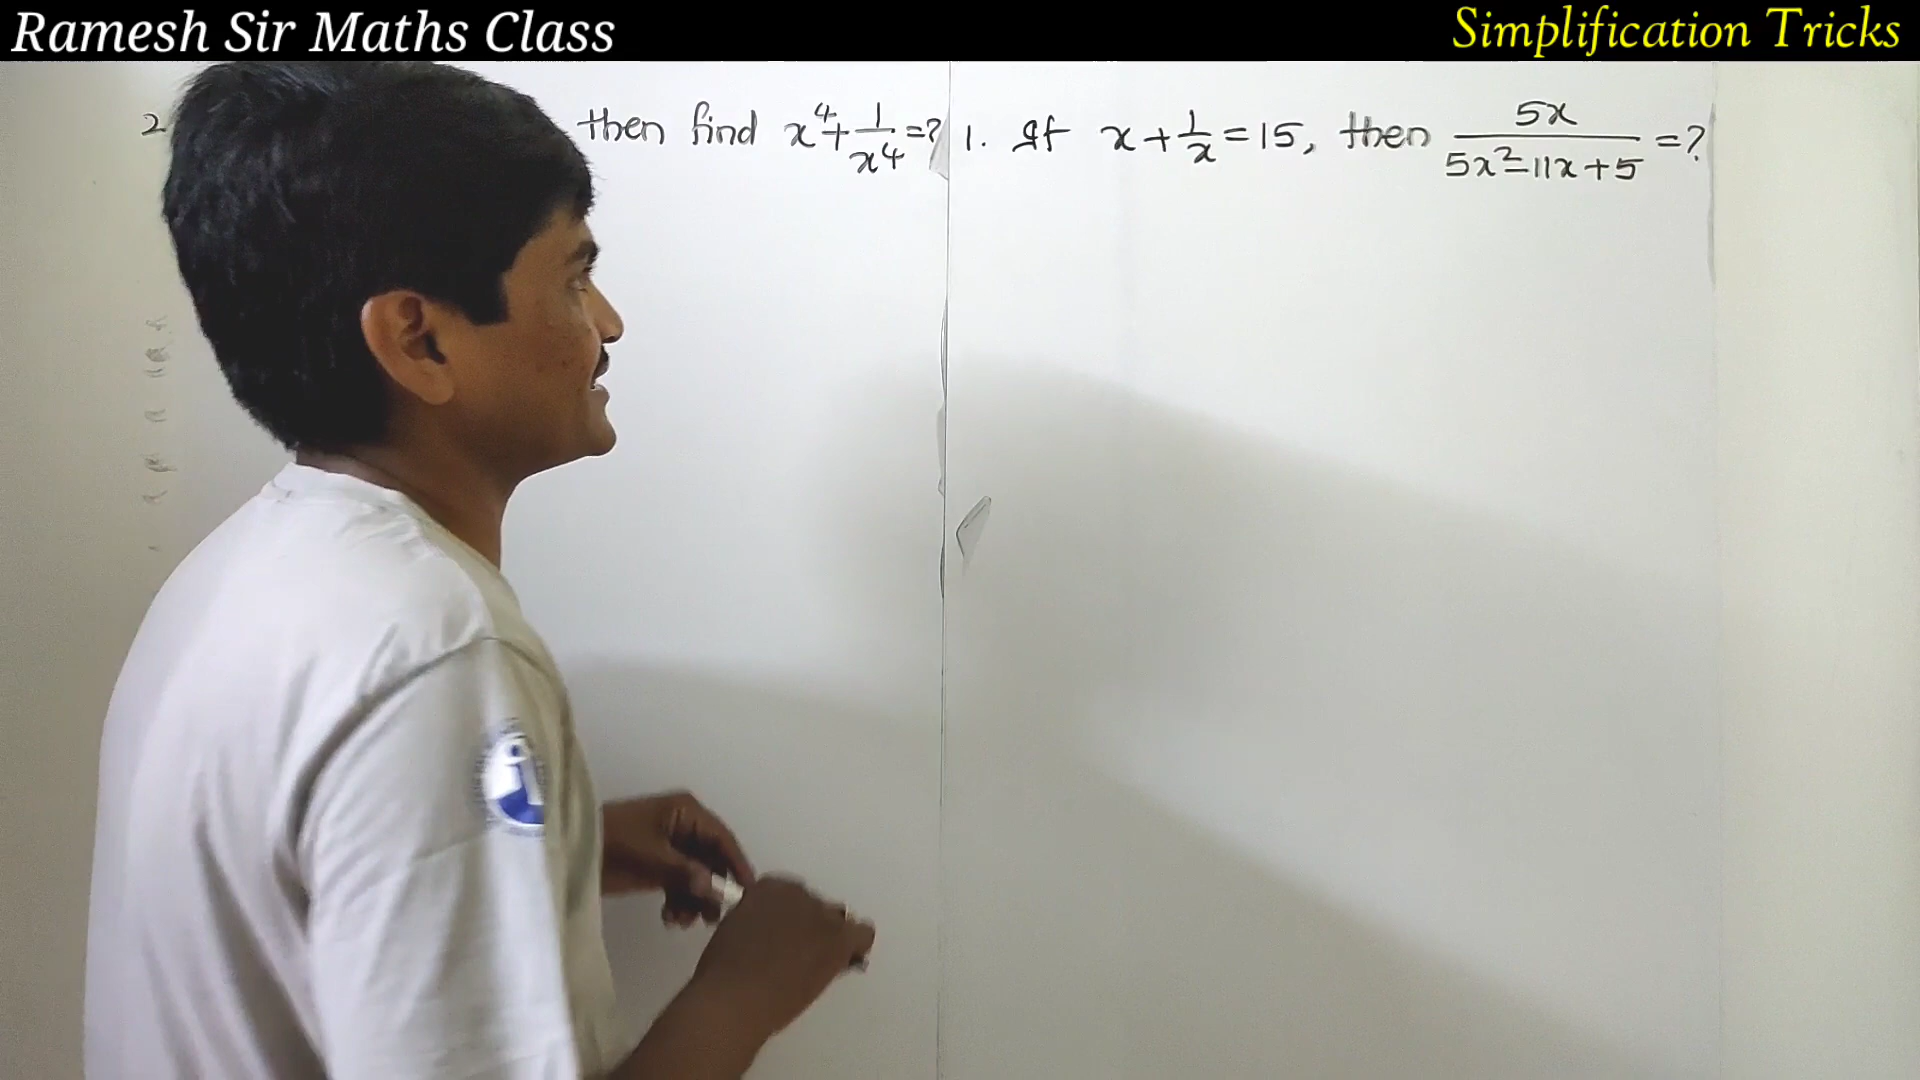 Ramesh Sir Maths Class
Simplification Tricks
2
then find x⁴+1/x⁴=?
1. If x+1/x=15, then 5x/(5x²-11x+5)=?